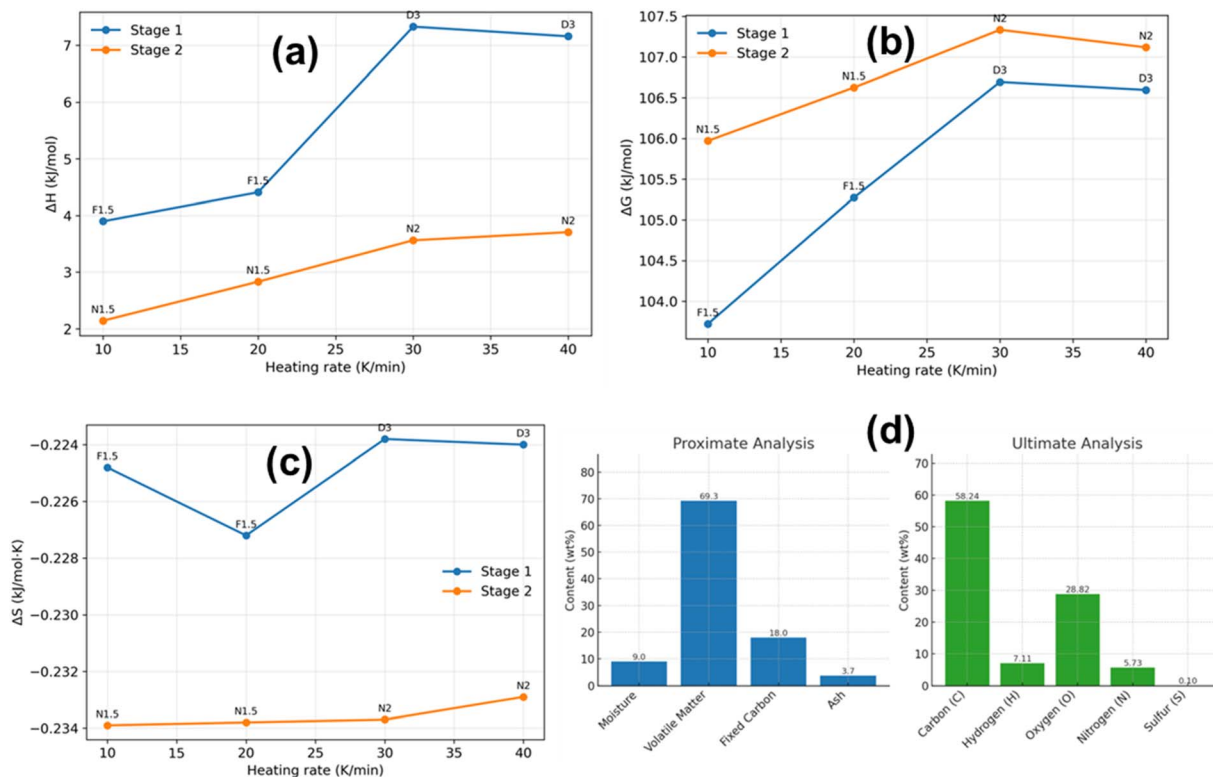 (a)
Stage 1
Stage 2
ΔH (kJ/mol)
7
6
5
4
3
2
F1.5
F1.5
D3
D3
N1.5
N1.5
N2
N2
10 15 20 25 30 35 40
Heating rate (K/min)
(b)
Stage 1
Stage 2
ΔG (kJ/mol)
107.5
107.0
106.5
106.0
105.5
105.0
104.5
104.0
N1.5
N1.5
N2
N2
F1.5
F1.5
D3
D3
10 15 20 25 30 35 40
Heating rate (K/min)
(c)
Stage 1
Stage 2
ΔS (kJ/mol·K)
−0.224
−0.226
−0.228
−0.230
−0.232
−0.234
F1.5
F1.5
D3
D3
N1.5
N1.5
N2
N2
10 15 20 25 30 35 40
Heating rate (K/min)
(d)
Proximate Analysis
Content (wt%)
80
70
60
50
40
30
20
10
0
9.0
69.3
18.0
3.7
Moisture
Volatile Matter
Fixed Carbon
Ash
Ultimate Analysis
Content (wt%)
70
60
50
40
30
20
10
0
58.24
7.11
28.82
5.73
0.10
Carbon (C)
Hydrogen (H)
Oxygen (O)
Nitrogen (N)
Sulfur (S)